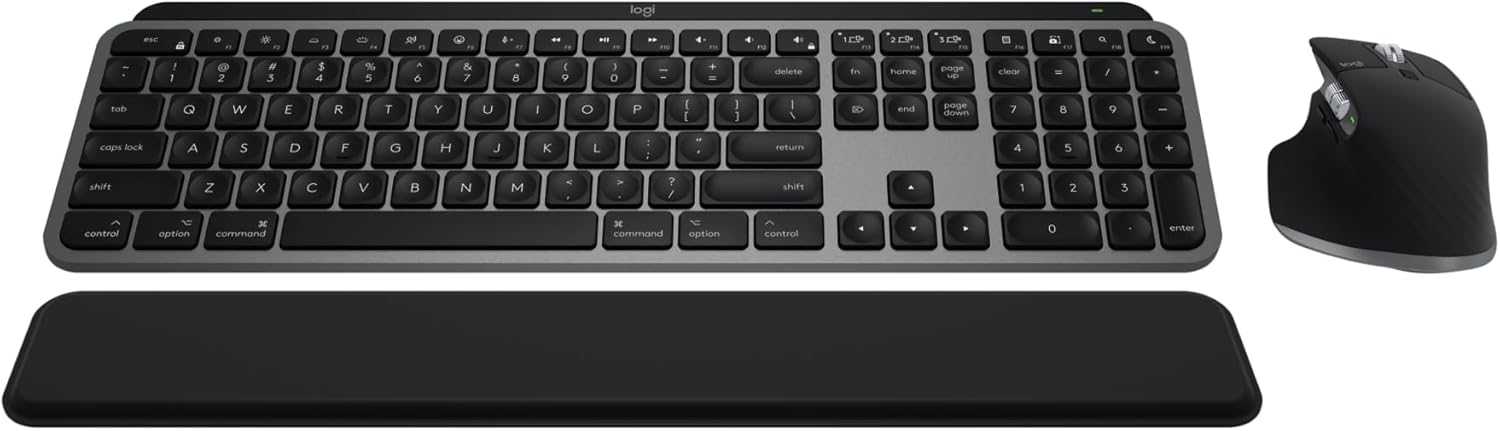 logi
esc F1 F2 F3 F4 F5 F6 F7 F8 F9 F10 F11 F12 1 F13 2 F14 3 F15 F16 F17 F18 F19
~ ` ! 1 @ 2 # 3 $ 4 % 5 ^ 6 & 7 * 8 ( 9 ) 0 _ - + = delete fn home page up clear = / *
tab Q W E R T Y U I O P { [ } ] | \ end page down 7 8 9 −
caps lock A S D F G H J K L : ; " ' return 4 5 6 +
shift Z X C V B N M < , > . ? / shift 1 2 3
control option command command option control 0 . enter
logi